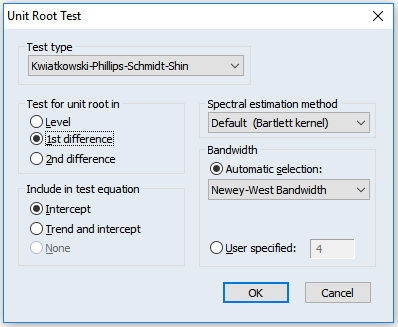 Unit Root Test
Test type
Kwiatkowski-Phillips-Schmidt-Shin
Test for unit root in
Level
1st difference
2nd difference
Include in test equation
Intercept
Trend and intercept
None
Spectral estimation method
Default (Bartlett kernel)
Bandwidth
Automatic selection:
Newey-West Bandwidth
User specified: 4
OK Cancel